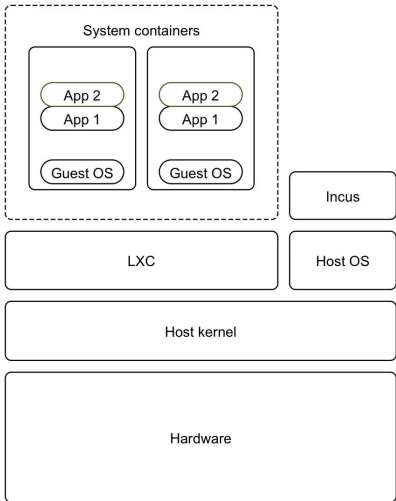 System containers
App 2
App 1
Guest OS
App 2
App 1
Guest OS
Incus
LXC
Host OS
Host kernel
Hardware